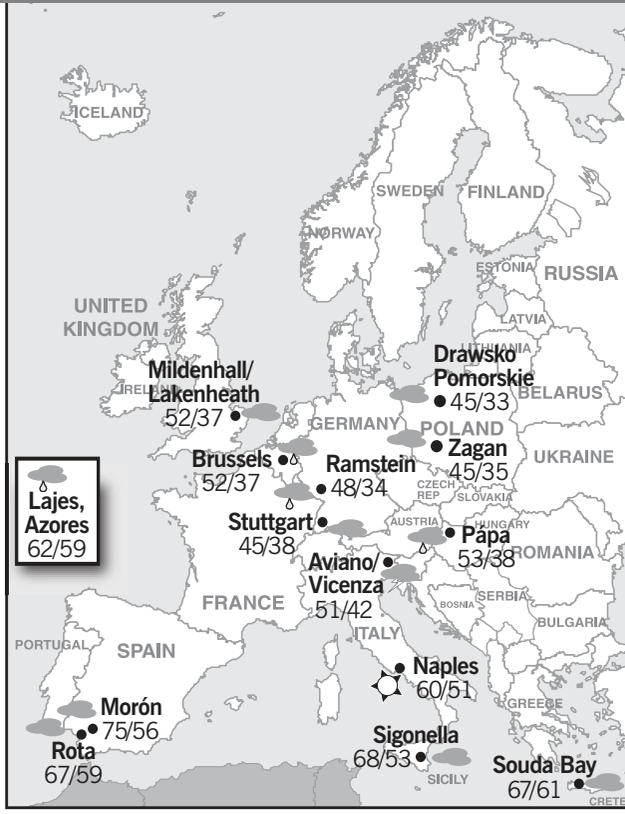 ICELAND
SWEDEN
FINLAND
NORWAY
ESTONIA
RUSSIA
LATVIA
LITHUANIA
UNITED
KINGDOM
IRELAND
Mildenhall/
Lakenheath
52/37
Drawsko
Pomorskie
45/33
BELARUS
GERMANY
POLAND
Zagan
45/35
UKRAINE
Brussels
52/37
Ramstein
48/34
CZECH
REP
SLOVAKIA
Lajes,
Azores
62/59
Stuttgart
45/38
AUSTRIA
HUNGARY
Pápa
53/38
ROMANIA
Aviano/
Vicenza
51/42
FRANCE
BOSNIA
SERBIA
BULGARIA
ITALY
PORTUGAL
SPAIN
Naples
60/51
GREECE
Morón
75/56
Rota
67/59
Sigonella
68/53
SICILY
Souda Bay
67/61
CRETE